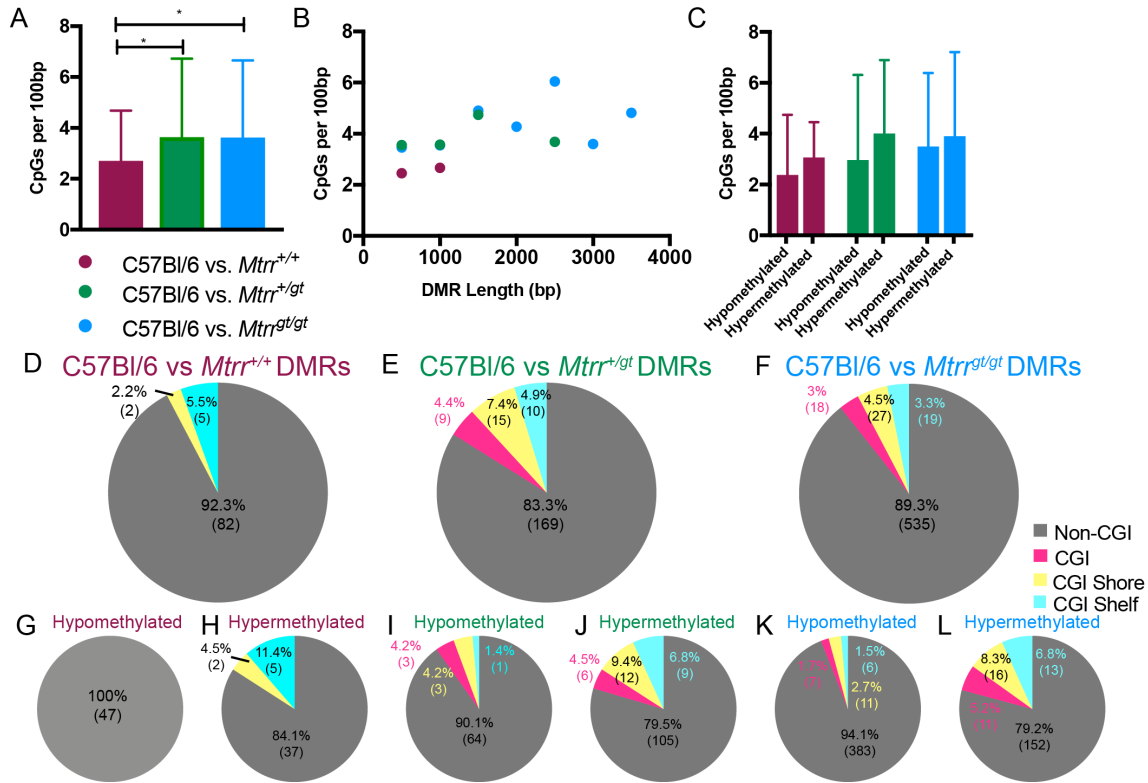 A
CpGs per 100bp
8
6
4
2
0
*
*
B
CpGs per 100bp
8
6
4
2
0
0
1000
2000
3000
4000
DMR Length (bp)
C
CpGs per 100bp
8
6
4
2
0
Hypomethylated
Hypermethylated
Hypomethylated
Hypermethylated
Hypomethylated
Hypermethylated
C57Bl/6 vs. Mtrr+/+
C57Bl/6 vs. Mtrr+/gt
C57Bl/6 vs. Mtrrgt/gt
D
C57Bl/6 vs Mtrr+/+ DMRs
2.2%
(2)
5.5%
(5)
92.3%
(82)
E
C57Bl/6 vs Mtrr+/gt DMRs
4.4%
(9)
7.4%
(15)
4.9%
(10)
83.3%
(169)
F
C57Bl/6 vs Mtrrgt/gt DMRs
3%
(18)
4.5%
(27)
3.3%
(19)
89.3%
(535)
Non-CGI
CGI
CGI Shore
CGI Shelf
G
Hypomethylated
100%
(47)
H
Hypermethylated
4.5%
(2)
11.4%
(5)
84.1%
(37)
I
Hypomethylated
4.2%
(3)
4.2%
(3)
1.4%
(1)
90.1%
(64)
J
Hypermethylated
4.5%
(6)
9.4%
(12)
6.8%
(9)
79.5%
(105)
K
Hypomethylated
1.5%
(6)
2.7%
(11)
94.1%
(383)
L
Hypermethylated
8.3%
(16)
6.8%
(13)
79.2%
(152)